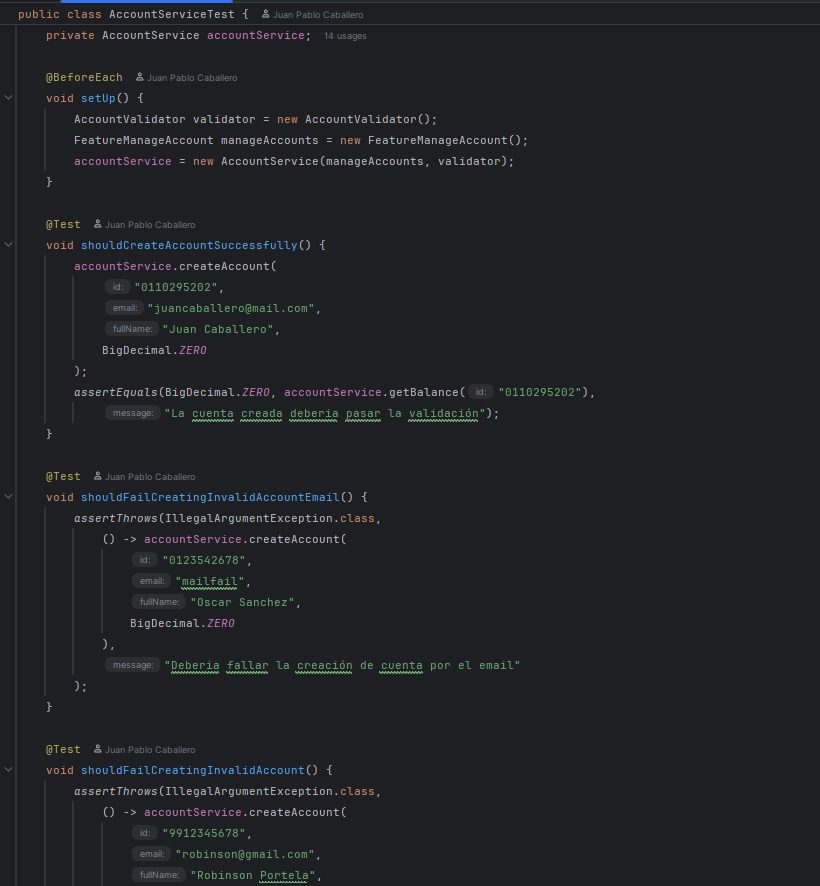 public class AccountServiceTest { Juan Pablo Caballero
private AccountService accountService; 14 usages
@BeforeEach Juan Pablo Caballero
void setUp() {
AccountValidator validator = new AccountValidator();
FeatureManageAccount manageAccounts = new FeatureManageAccount();
accountService = new AccountService(manageAccounts, validator);
}
@Test Juan Pablo Caballero
void shouldCreateAccountSuccessfully() {
accountService.createAccount(
id: "0110295202",
email: "juancaballero@mail.com",
fullName: "Juan Caballero",
BigDecimal.ZERO
);
assertEquals(BigDecimal.ZERO, accountService.getBalance( id: "0110295202"),
message: "La cuenta creada deberia pasar la validación");
}
@Test Juan Pablo Caballero
void shouldFailCreatingInvalidAccountEmail() {
assertThrows(IllegalArgumentException.class,
() -> accountService.createAccount(
id: "0123542678",
email: "mailfail",
fullName: "Oscar Sanchez",
BigDecimal.ZERO
),
message: "Deberia fallar la creación de cuenta por el email"
);
}
@Test Juan Pablo Caballero
void shouldFailCreatingInvalidAccount() {
assertThrows(IllegalArgumentException.class,
() -> accountService.createAccount(
id: "9912345678",
email: "robinson@gmail.com",
fullName: "Robinson Portela",